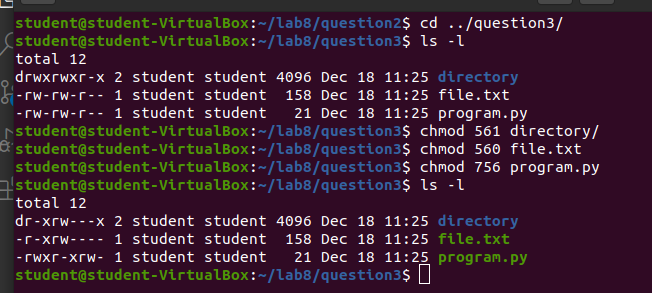 student@student-VirtualBox:~/lab8/question2$ cd ../question3/
student@student-VirtualBox:~/lab8/question3$ ls -l
total 12
drwxrwxr-x 2 student student 4096 Dec 18 11:25 directory
-rw-rw-r-- 1 student student  158 Dec 18 11:25 file.txt
-rw-rw-r-- 1 student student   21 Dec 18 11:25 program.py
student@student-VirtualBox:~/lab8/question3$ chmod 561 directory/
student@student-VirtualBox:~/lab8/question3$ chmod 560 file.txt
student@student-VirtualBox:~/lab8/question3$ chmod 756 program.py
student@student-VirtualBox:~/lab8/question3$ ls -l
total 12
dr-xrw---x 2 student student 4096 Dec 18 11:25 directory
-r-xrw---- 1 student student  158 Dec 18 11:25 file.txt
-rwxr-xrw- 1 student student   21 Dec 18 11:25 program.py
student@student-VirtualBox:~/lab8/question3$